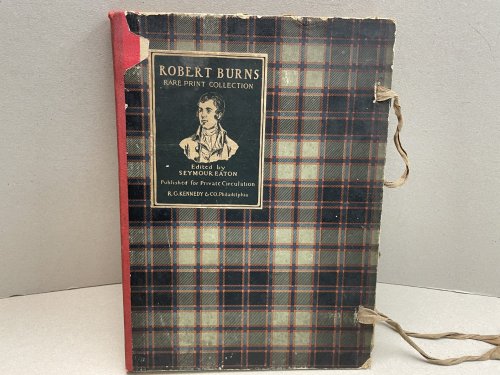 ROBERT BURNS
RARE PRINT COLLECTION
Edited by
SEYMOUR EATON
Published for Private Circulation
R.G. KENNEDY & CO. Philadelphia